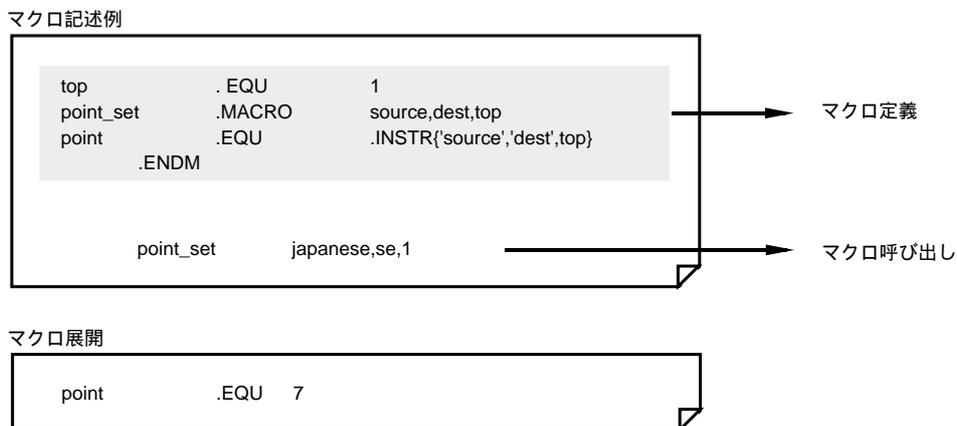 マクロ記述例
top . EQU 1
point_set .MACRO source,dest,top
point .EQU .INSTR{'source','dest',top}
.ENDM
マクロ定義
point_set japanese,se,1
マクロ呼び出し
マクロ展開
point .EQU 7